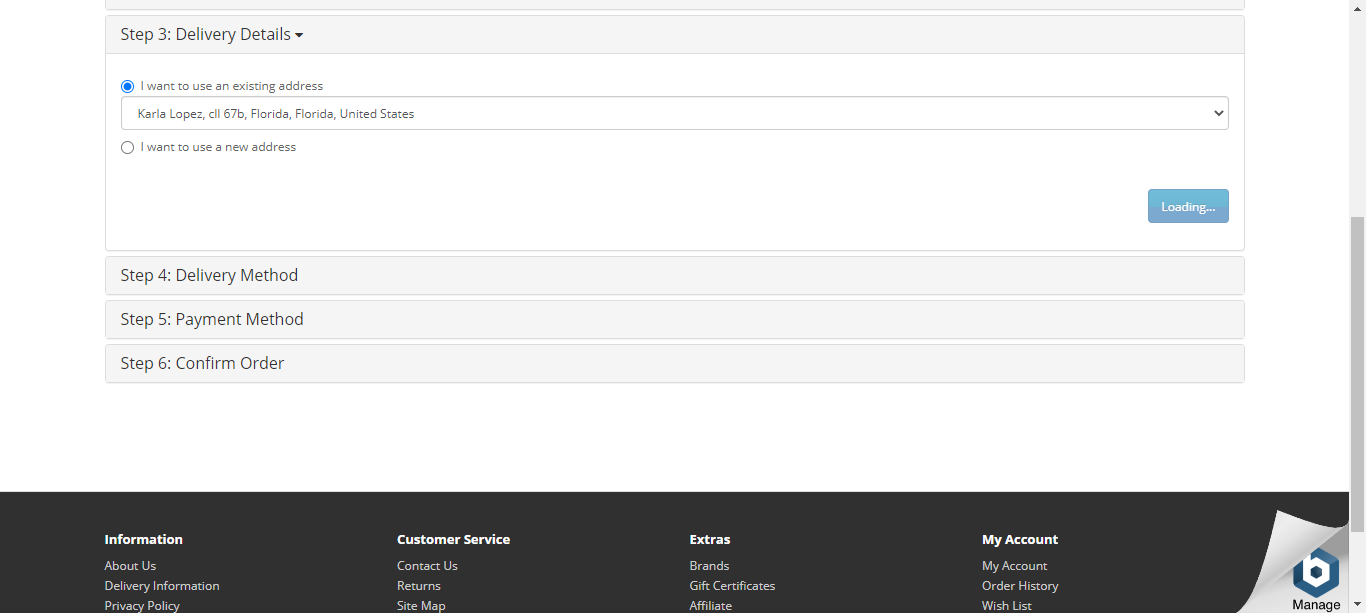 Step 3: Delivery Details
I want to use an existing address
Karla Lopez, cll 67b, Florida, Florida, United States
I want to use a new address
Loading...
Step 4: Delivery Method
Step 5: Payment Method
Step 6: Confirm Order
Information
About Us
Delivery Information
Privacy Policy
Customer Service
Contact Us
Returns
Site Map
Extras
Brands
Gift Certificates
Affiliate
My Account
My Account
Order History
Wish List
b
Manage